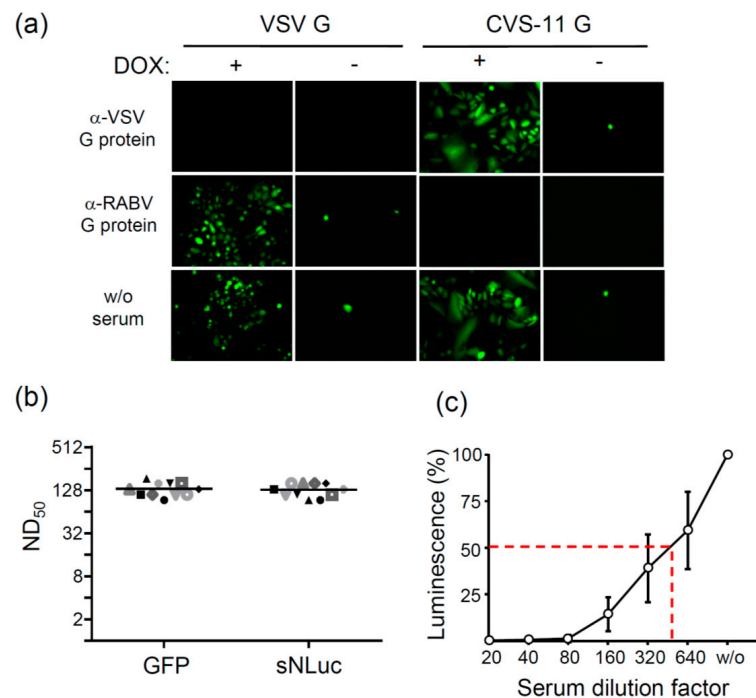 (a)
VSV G CVS-11 G
DOX: + - + -
α-VSV
G protein
α-RABV
G protein
w/o
serum
(b)
ND50
512
128
32
8
2
GFP sNLuc
(c)
Luminescence (%)
100
75
50
25
20 40 80 160 320 640 w/o
Serum dilution factor